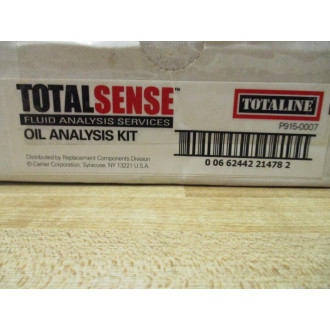 TOTALSENSE™
FLUID ANALYSIS SERVICES
OIL ANALYSIS KIT
Distributed by Replacement Components Division
© Carrier Corporation, Syracuse, NY 13221 U.S.A.
TOTALINE
P915-0007
0 06 62442 21478 2